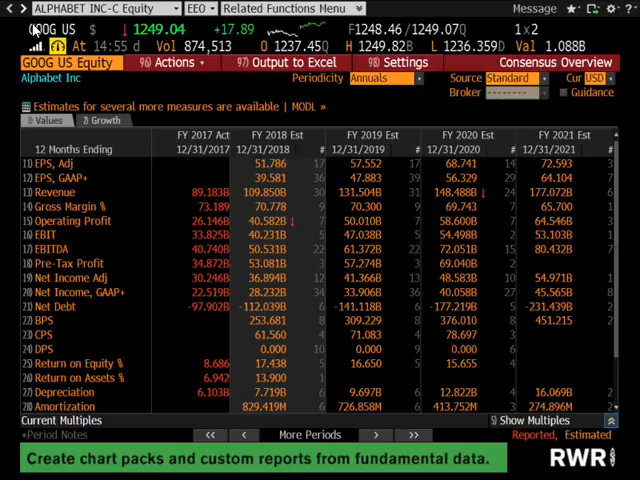 ALPHABET INC-C Equity EEO Related Functions Menu Message
GOOG US $ 1249.04 +17.89 F1248.46 /1249.07Q 1x2
At 14:55 d Vol 874,513 O 1237.45Q H 1249.82D L 1236.359D Val 1.088B
GOOG US Equity 96) Actions 97) Output to Excel 98) Settings Consensus Overview
Alphabet Inc Periodicity Annuals Source Standard Cur USD
Broker Guidance
Estimates for several more measures are available | MODL »
Values Growth
FY 2017 Act FY 2018 Est FY 2019 Est FY 2020 Est FY 2021 Est
12 Months Ending 12/31/2017 12/31/2018 # 12/31/2019 # 12/31/2020 # 12/31/2021 #
11) EPS, Adj 51.786 17 57.552 17 68.741 14 72.593 3
12) EPS, GAAP+ 39.581 36 47.883 39 56.329 29 64.104 7
13) Revenue 89.183B 109.850B 30 131.504B 31 148.488B 24 177.072B 6
14) Gross Margin % 73.189 70.778 9 70.300 9 69.743 7 65.700 1
15) Operating Profit 26.146B 40.582B 7 50.010B 7 58.600B 7 64.546B 3
16) EBIT 33.825B 40.231B 5 47.038B 5 54.498B 2 53.103B 1
17) EBITDA 40.740B 50.531B 22 61.372B 22 72.051B 15 80.432B 7
18) Pre-Tax Profit 34.872B 53.081B 3 57.274B 3 69.040B 2
19) Net Income Adj 30.246B 36.894B 12 41.366B 13 48.583B 10 54.971B 1
20) Net Income, GAAP+ 22.519B 28.232B 34 33.906B 36 40.058B 27 45.565B 8
21) Net Debt -97.902B -112.039B 6 -141.118B 6 -177.219B 6 -231.439B 2
22) BPS 253.681 8 309.229 8 376.010 8 451.215 2
23) CPS 61.560 4 71.083 4 78.697 3
24) DPS 0.000 10 0.000 9 0.000 6
25) Return on Equity % 8.686 17.438 5 16.650 5 15.655 4
26) Return on Assets % 6.942 13.900 1
27) Depreciation 6.103B 7.719B 6 9.697B 6 12.822B 4 16.069B 2
28) Amortization 829.419M 6 726.858M 6 413.752M 3 274.896M 2
Current Multiples Show Multiples
+Period Notes << < More Periods > >> Reported, Estimated
Create chart packs and custom reports from fundamental data.
RWR